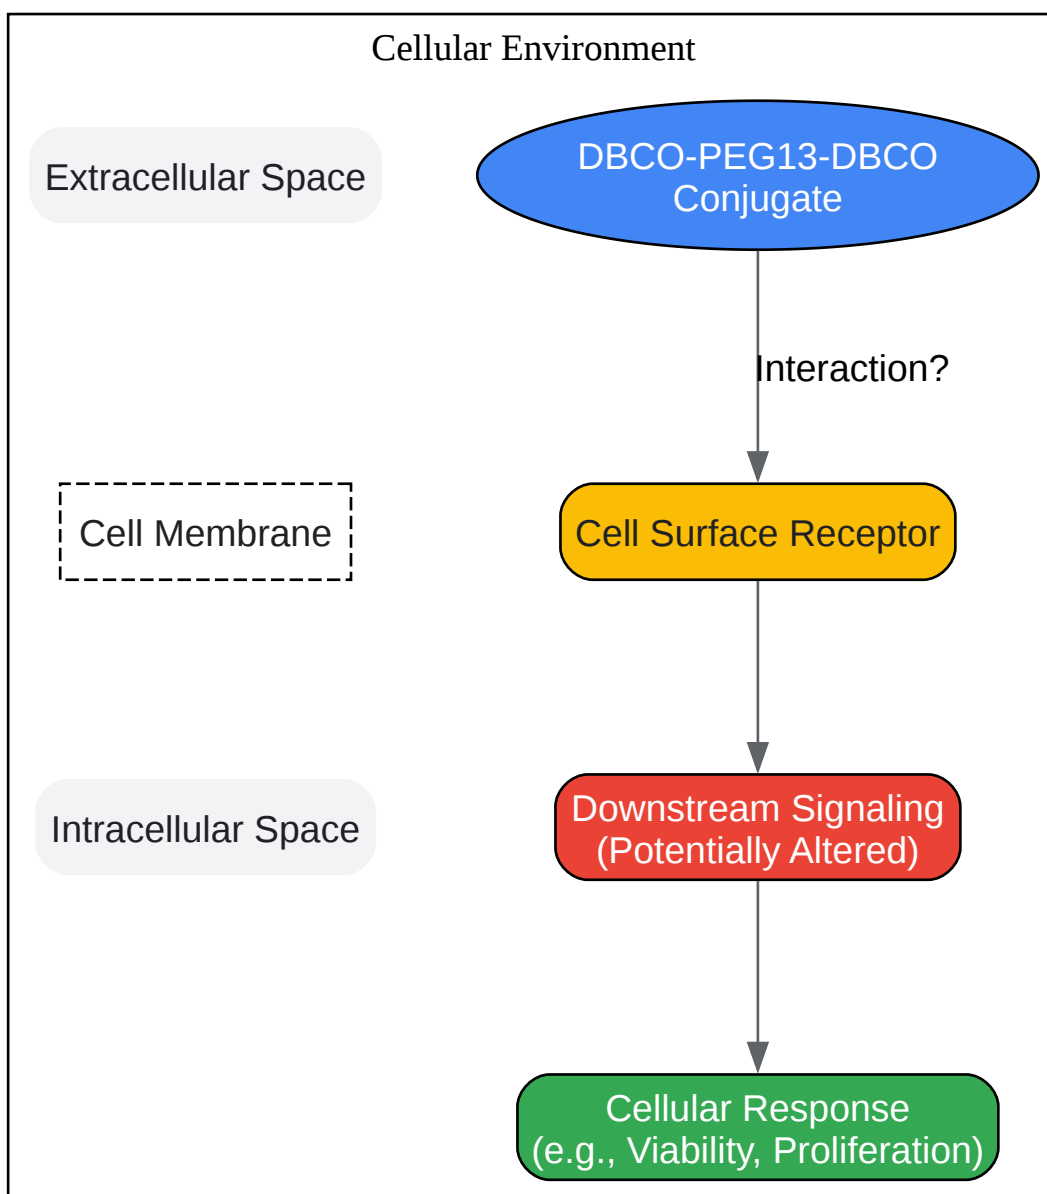 Cellular Environment
Extracellular Space
DBCO-PEG13-DBCO
Conjugate
Interaction?
Cell Membrane
Cell Surface Receptor
Intracellular Space
Downstream Signaling
(Potentially Altered)
Cellular Response
(e.g., Viability, Proliferation)